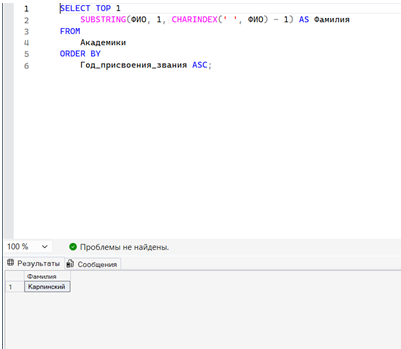 1 SELECT TOP 1
2 SUBSTRING(ФИО, 1, CHARINDEX(' ', ФИО) - 1) AS Фамилия
3 FROM
4 Академики
5 ORDER BY
6 Год_присвоения_звания ASC;
100 % Проблемы не найдены.
Результаты Сообщения
Фамилия
1 Карпинский